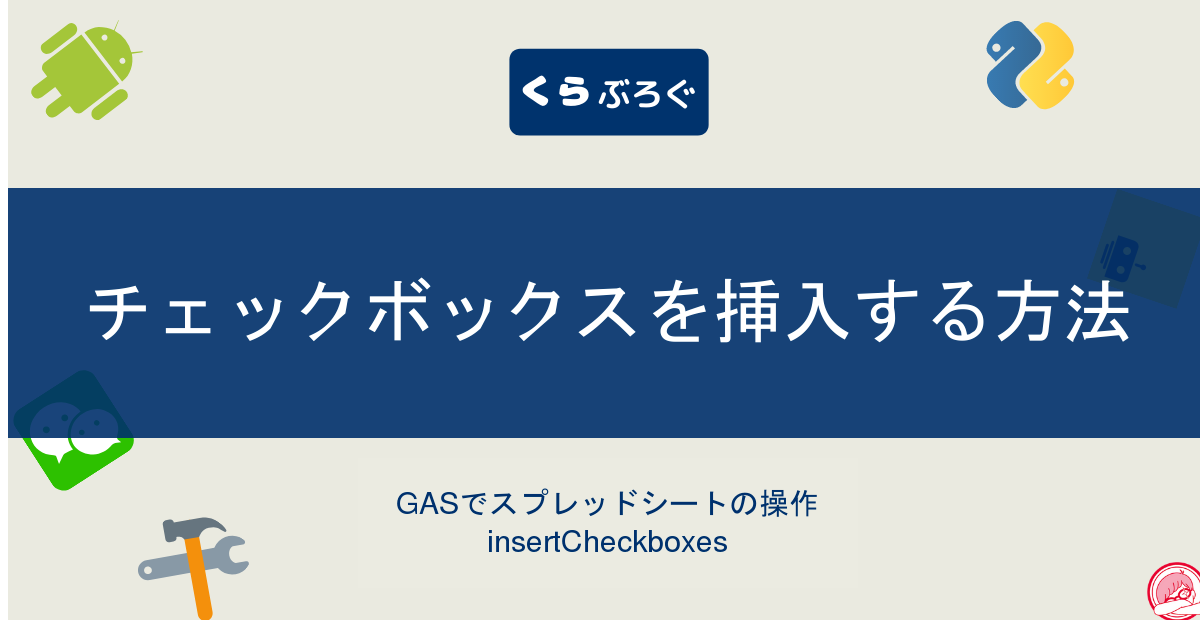 くらぶろぐ
チェックボックスを挿入する方法
GASでスプレッドシートの操作
insertCheckboxes